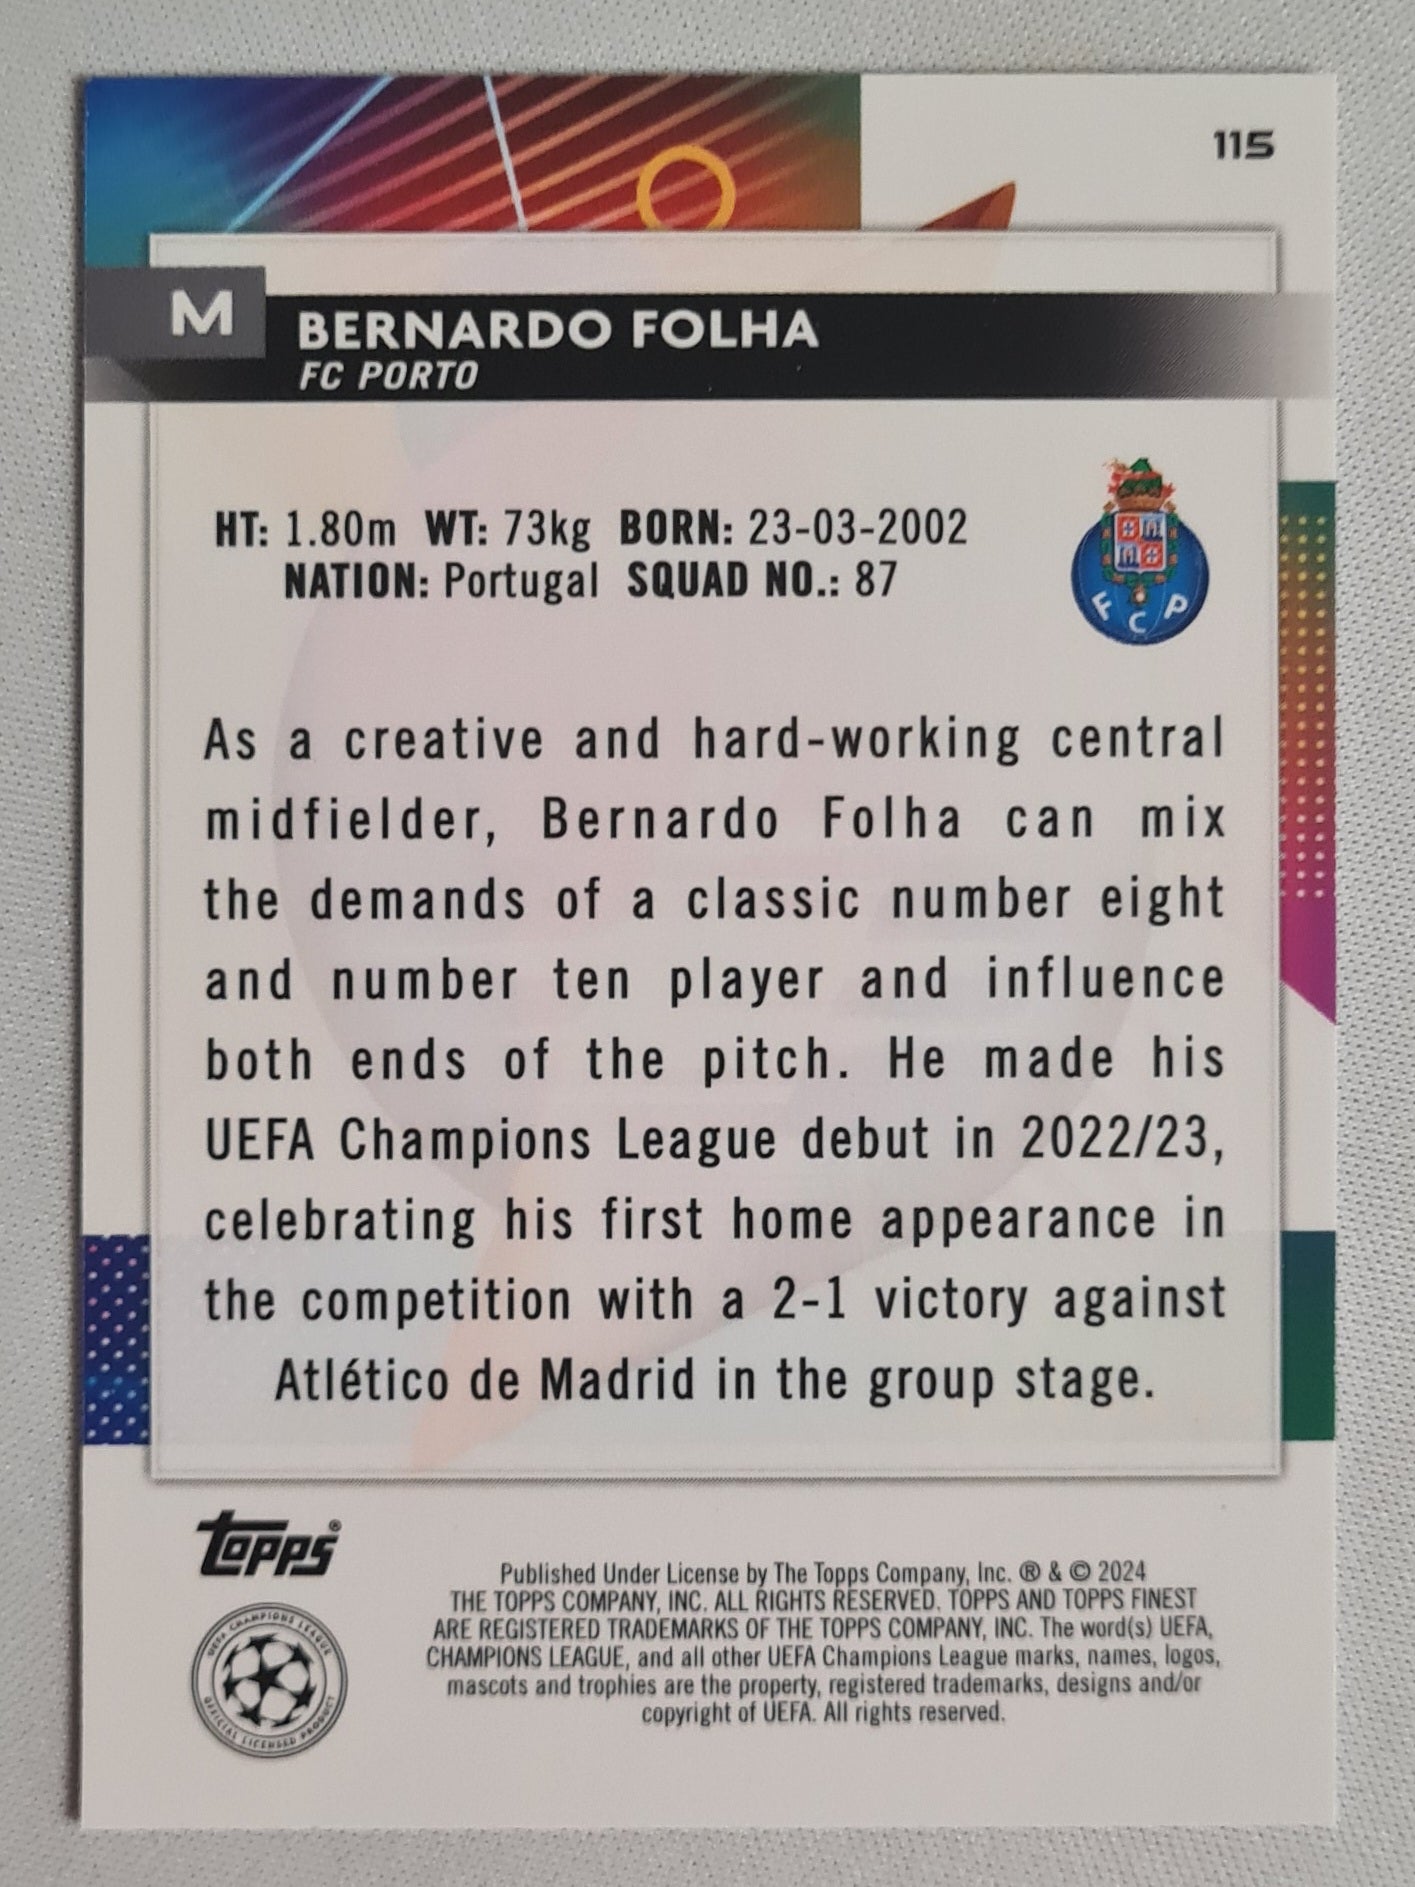 115
M
BERNARDO FOLHA
FC PORTO
HT: 1.80m WT: 73kg BORN: 23-03-2002
NATION: Portugal SQUAD NO.: 87
F C P
As a creative and hard-working central
midfielder, Bernardo Folha can mix
the demands of a classic number eight
and number ten player and influence
both ends of the pitch. He made his
UEFA Champions League debut in 2022/23,
celebrating his first home appearance in
the competition with a 2-1 victory against
Atlético de Madrid in the group stage.
Topps®
UEFA CHAMPIONS LEAGUE
OFFICIAL LICENSED PRODUCT
Published Under License by The Topps Company, Inc. ® & © 2024
THE TOPPS COMPANY, INC. ALL RIGHTS RESERVED. TOPPS AND TOPPS FINEST
ARE REGISTERED TRADEMARKS OF THE TOPPS COMPANY, INC. The word(s) UEFA,
CHAMPIONS LEAGUE, and all other UEFA Champions League marks, names, logos,
mascots and trophies are the property, registered trademarks, designs and/or
copyright of UEFA. All rights reserved.